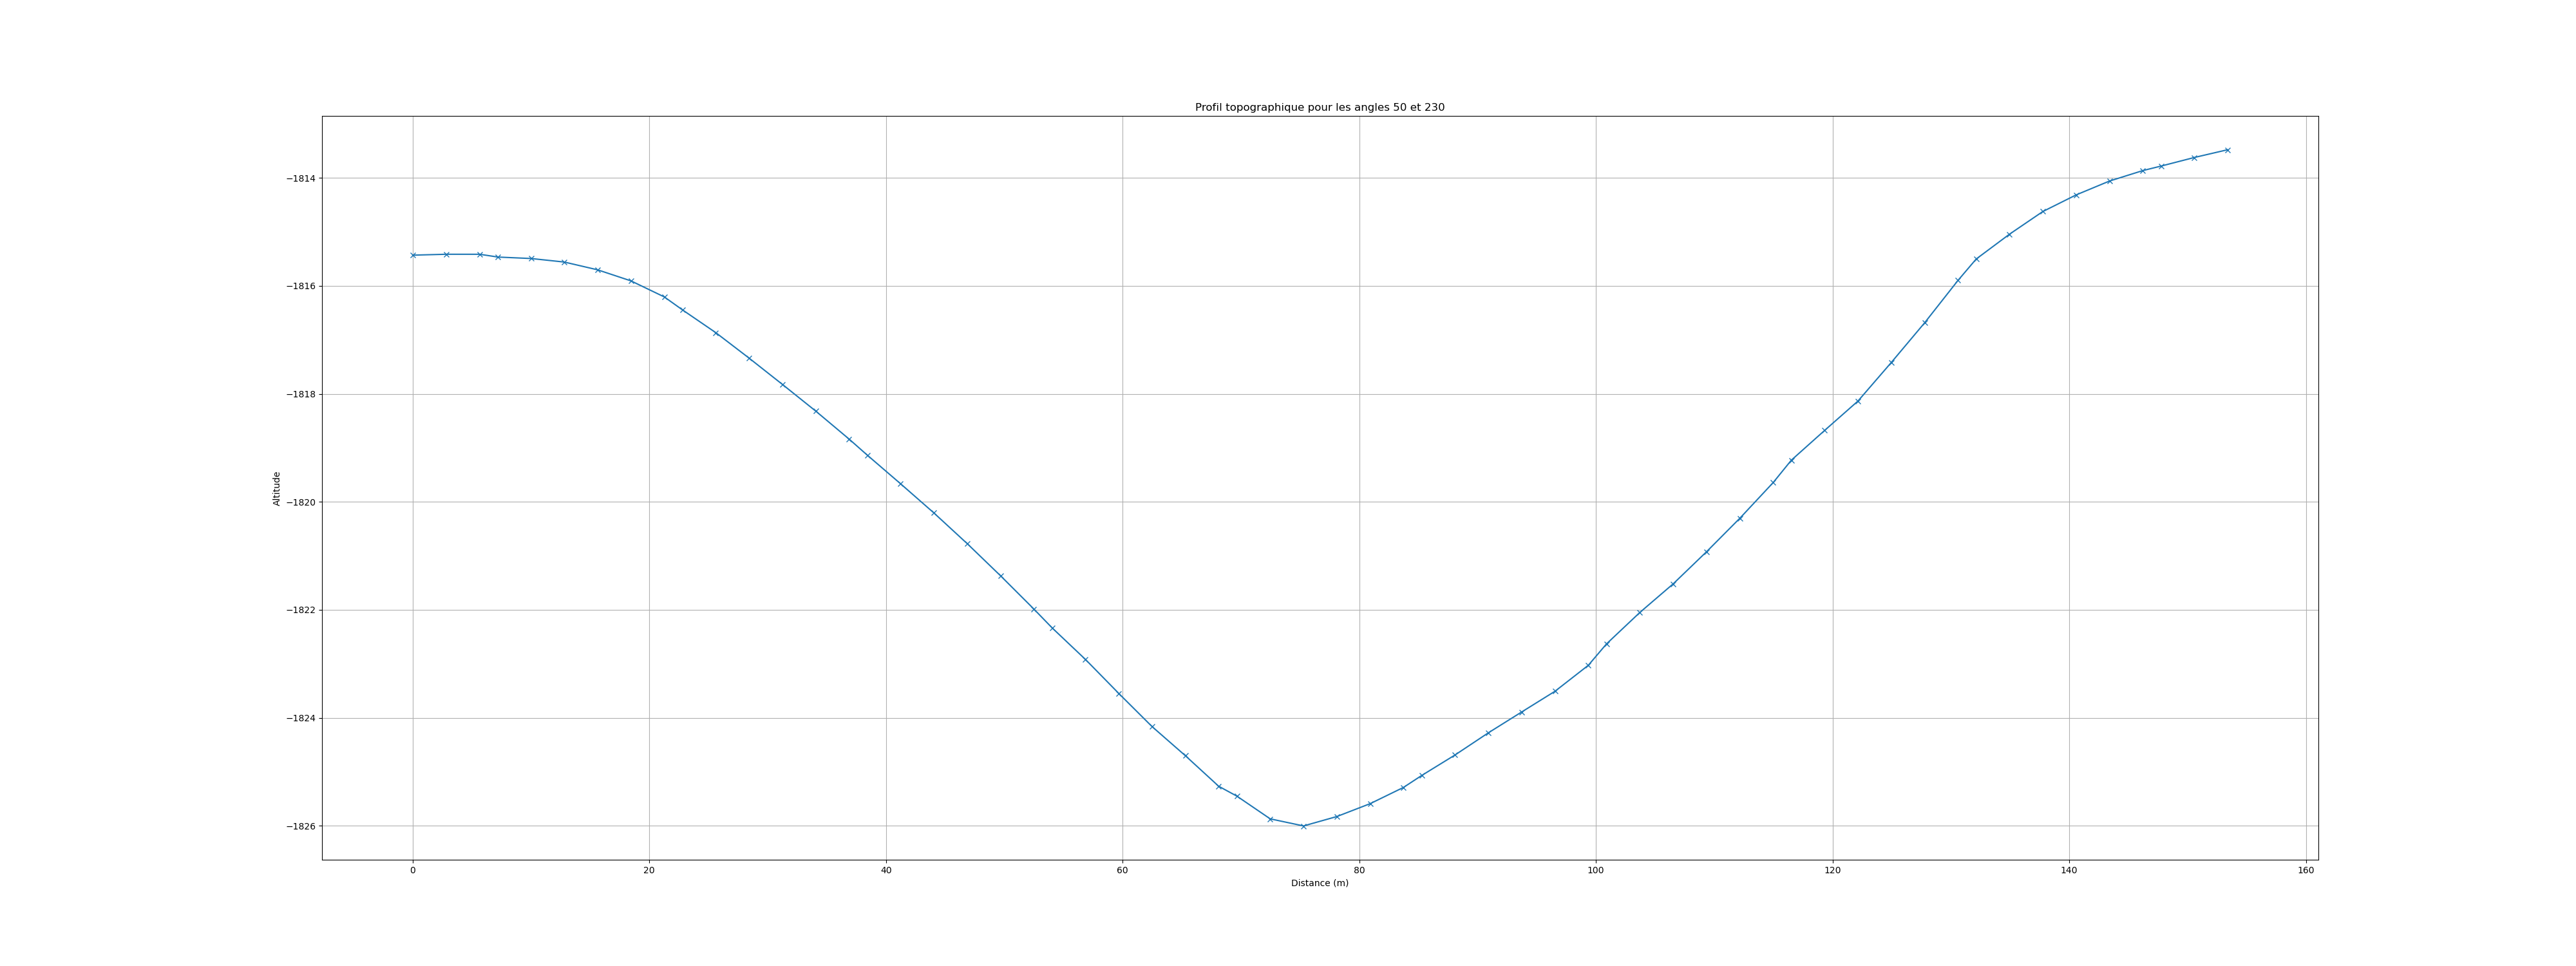 Profil topographique pour les angles 50 et 230
−1814
−1816
−1818
−1820
−1822
−1824
−1826
Altitude
0 20 40 60 80 100 120 140 160
Distance (m)